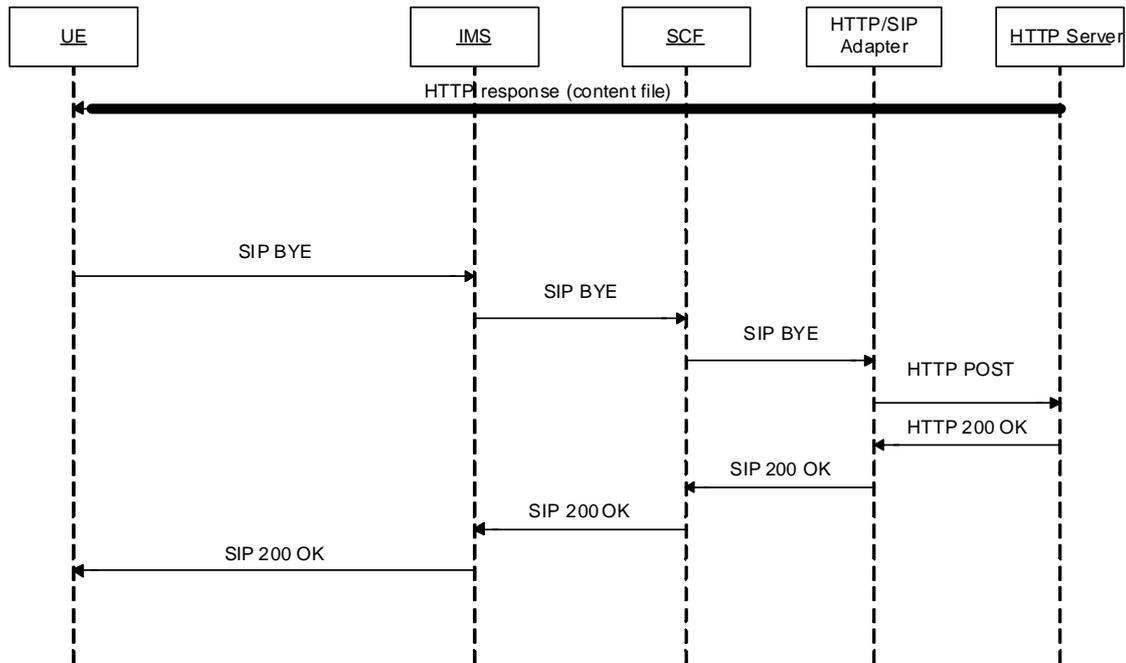 UE
IMS
SCF
HTTP/SIP
Adapter
HTTP Server
HTTP response (content file)
SIP BYE
SIP BYE
SIP BYE
HTTP POST
HTTP 200 OK
SIP 200 OK
SIP 200 OK
SIP 200 OK